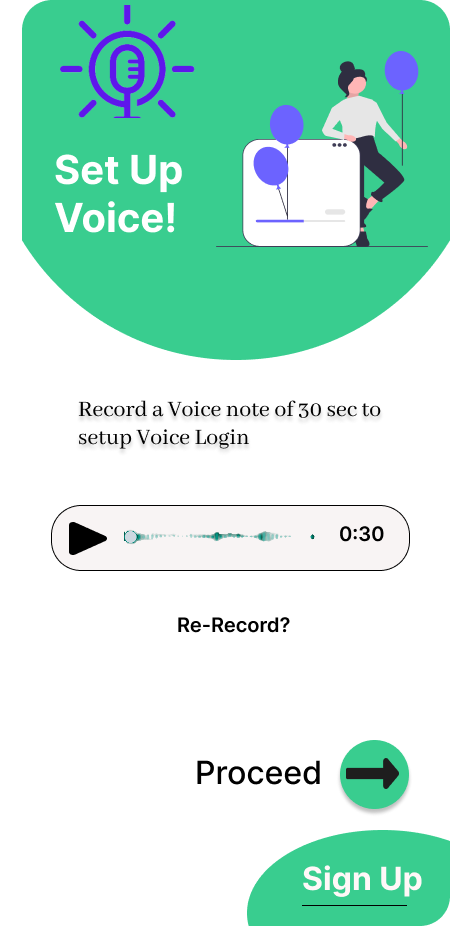 Set Up
Voice!
Record a Voice note of 30 sec to
setup Voice Login
0:30
Re-Record?
Proceed
Sign Up